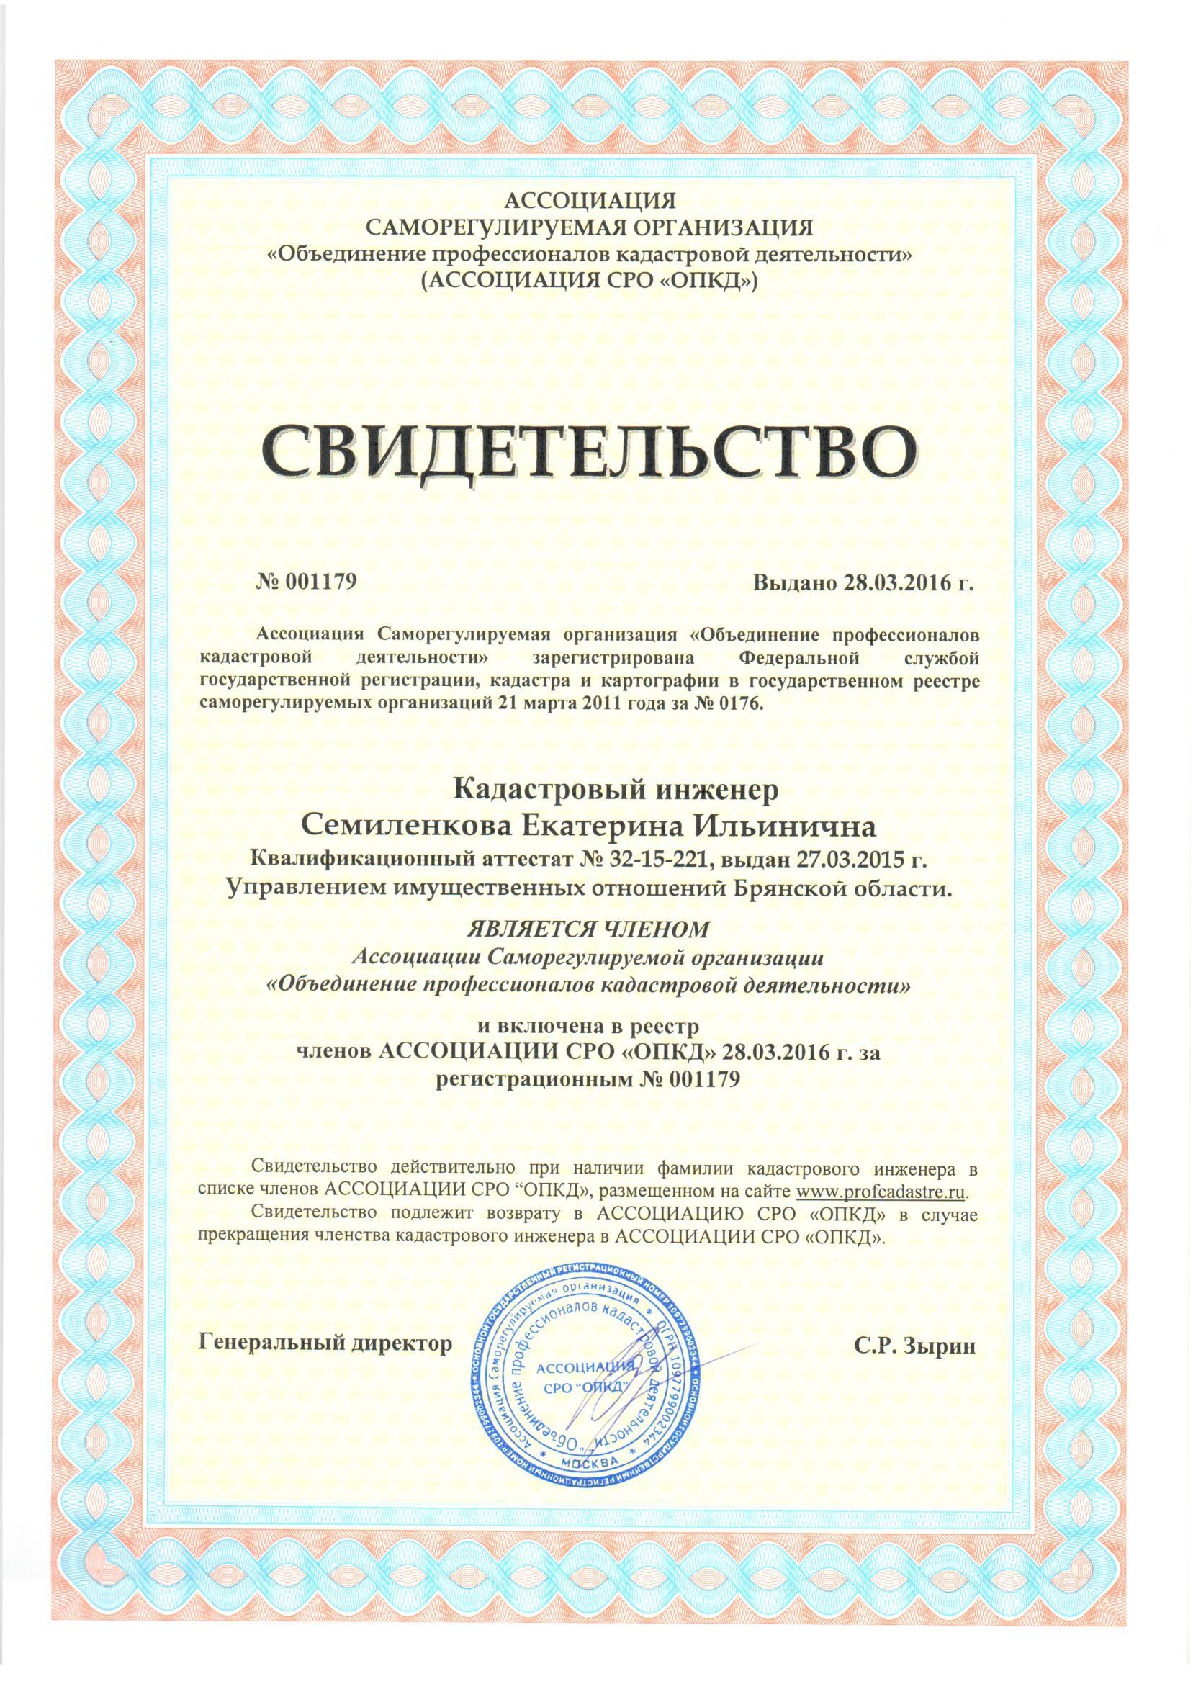 АССОЦИАЦИЯ
САМОРЕГУЛИРУЕМАЯ ОРГАНИЗАЦИЯ
«Объединение профессионалов кадастровой деятельности»
(АССОЦИАЦИЯ СРО «ОПКД»)
СВИДЕТЕЛЬСТВО
№ 001179 Выдано 28.03.2016 г.
Ассоциация Саморегулируемая организация «Объединение профессионалов
кадастровой деятельности» зарегистрирована Федеральной службой
государственной регистрации, кадастра и картографии в государственном реестре
саморегулируемых организаций 21 марта 2011 года за № 0176.
Кадастровый инженер
Семиленкова Екатерина Ильинична
Квалификационный аттестат № 32-15-221, выдан 27.03.2015 г.
Управлением имущественных отношений Брянской области.
ЯВЛЯЕТСЯ ЧЛЕНОМ
Ассоциации Саморегулируемой организации
«Объединение профессионалов кадастровой деятельности»
и включена в реестр
членов АССОЦИАЦИИ СРО «ОПКД» 28.03.2016 г. за
регистрационным № 001179
Свидетельство действительно при наличии фамилии кадастрового инженера в
списке членов АССОЦИАЦИИ СРО “ОПКД», размещенном на сайте www.profcadastre.ru.
Свидетельство подлежит возврату в АССОЦИАЦИЮ СРО «ОПКД» в случае
прекращения членства кадастрового инженера в АССОЦИАЦИИ СРО «ОПКД».
Генеральный директор
С.Р. Зырин
ОСНОВНОЙ ГОСУДАРСТВЕННЫЙ РЕГИСТРАЦИОННЫЙ НОМЕР 1097799002344
Ассоциация Саморегулируемая организация * ОГРН 1097799002344 * МОСКВА *
"Объединение профессионалов кадастровой деятельности"
АССОЦИАЦИЯ
СРО "ОПКД"